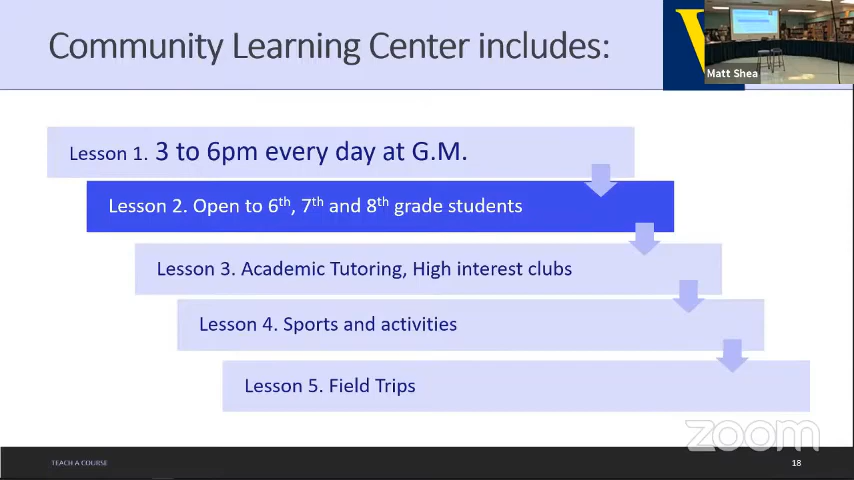 Community Learning Center includes:
Matt Shea
Lesson 1. 3 to 6pm every day at G.M.
Lesson 2. Open to 6th, 7th and 8th grade students
Lesson 3. Academic Tutoring, High interest clubs
Lesson 4. Sports and activities
Lesson 5. Field Trips
zoom
TEACH A COURSE
18